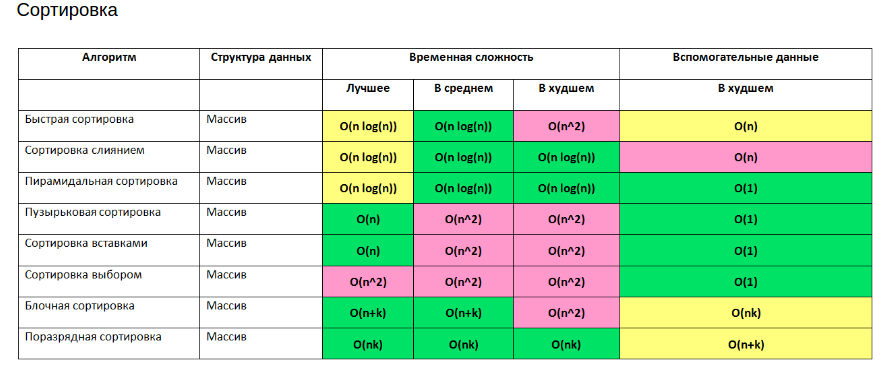 Сортировка
Алгоритм Структура данных Временная сложность Вспомогательные данные
Лучшее В среднем В худшем В худшем
Быстрая сортировка Массив O(n log(n)) O(n log(n)) O(n^2) O(n)
Сортировка слиянием Массив O(n log(n)) O(n log(n)) O(n log(n)) O(n)
Пирамидальная сортировка Массив O(n log(n)) O(n log(n)) O(n log(n)) O(1)
Пузырьковая сортировка Массив O(n) O(n^2) O(n^2) O(1)
Сортировка вставками Массив O(n) O(n^2) O(n^2) O(1)
Сортировка выбором Массив O(n^2) O(n^2) O(n^2) O(1)
Блочная сортировка Массив O(n+k) O(n+k) O(n^2) O(nk)
Поразрядная сортировка Массив O(nk) O(nk) O(nk) O(n+k)